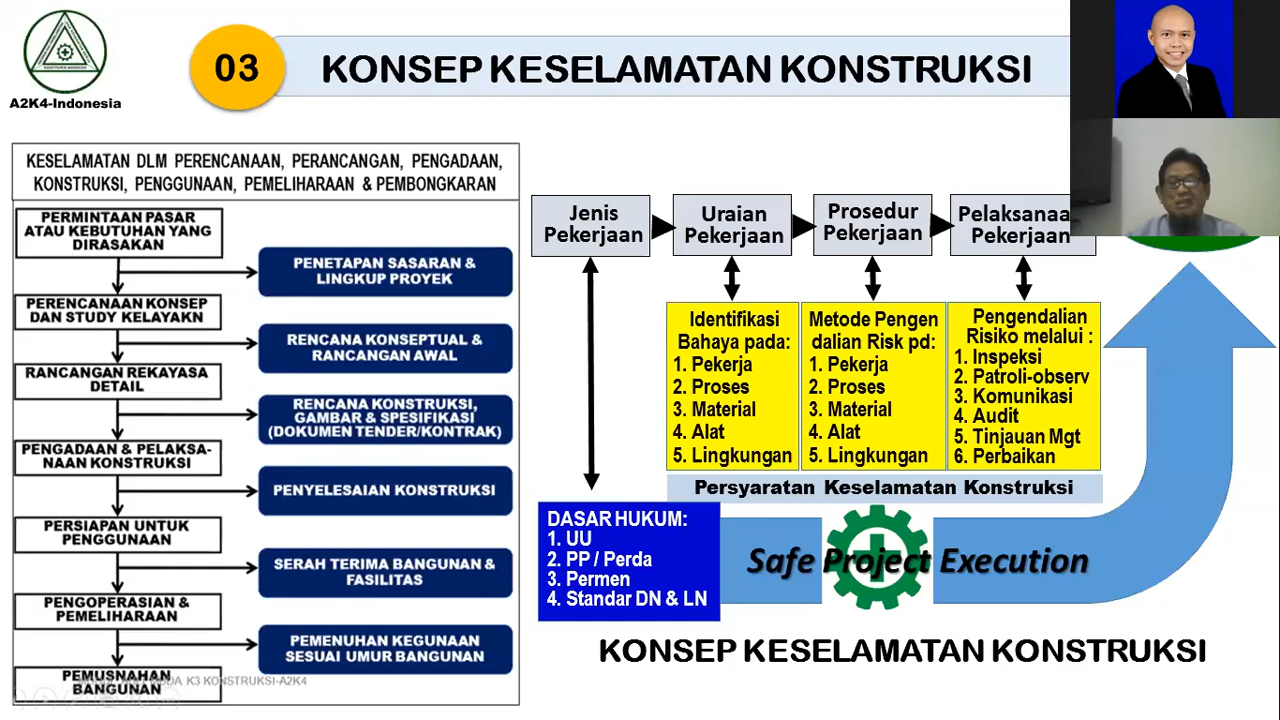 A2K4-Indonesia
03
KONSEP KESELAMATAN KONSTRUKSI
KESELAMATAN DLM PERENCANAAN, PERANCANGAN, PENGADAAN,
KONSTRUKSI, PENGGUNAAN, PEMELIHARAAN & PEMBONGKARAN
PERMINTAAN PASAR
ATAU KEBUTUHAN YANG
DIRASAKAN
PENETAPAN SASARAN &
LINGKUP PROYEK
PERENCANAAN KONSEP
DAN STUDY KELAYAKN
RENCANA KONSEPTUAL &
RANCANGAN AWAL
RANCANGAN REKAYASA
DETAIL
RENCANA KONSTRUKSI,
GAMBAR & SPESIFIKASI
(DOKUMEN TENDER/KONTRAK)
PENGADAAN & PELAKSA-
NAAN KONSTRUKSI
PENYELESAIAN KONSTRUKSI
PERSIAPAN UNTUK
PENGGUNAAN
SERAH TERIMA BANGUNAN &
FASILITAS
PENGOPERASIAN &
PEMELIHARAAN
PEMENUHAN KEGUNAAN
SESUAI UMUR BANGUNAN
PEMUSNAHAN
BANGUNAN
K3 KONSTRUKSI-A2K4
Jenis
Pekerjaan
Uraian
Pekerjaan
Prosedur
Pekerjaan
Pelaksanaa
Pekerjaan
Identifikasi
Bahaya pada:
1. Pekerja
2. Proses
3. Material
4. Alat
5. Lingkungan
Metode Pengen
dalian Risk pd:
1. Pekerja
2. Proses
3. Material
4. Alat
5. Lingkungan
Pengendalian
Risiko melalui :
1. Inspeksi
2. Patroli-observ
3. Komunikasi
4. Audit
5. Tinjauan Mgt
6. Perbaikan
Persyaratan Keselamatan Konstruksi
DASAR HUKUM:
1. UU
2. PP / Perda
3. Permen
4. Standar DN & LN
Safe Project Execution
KONSEP KESELAMATAN KONSTRUKSI